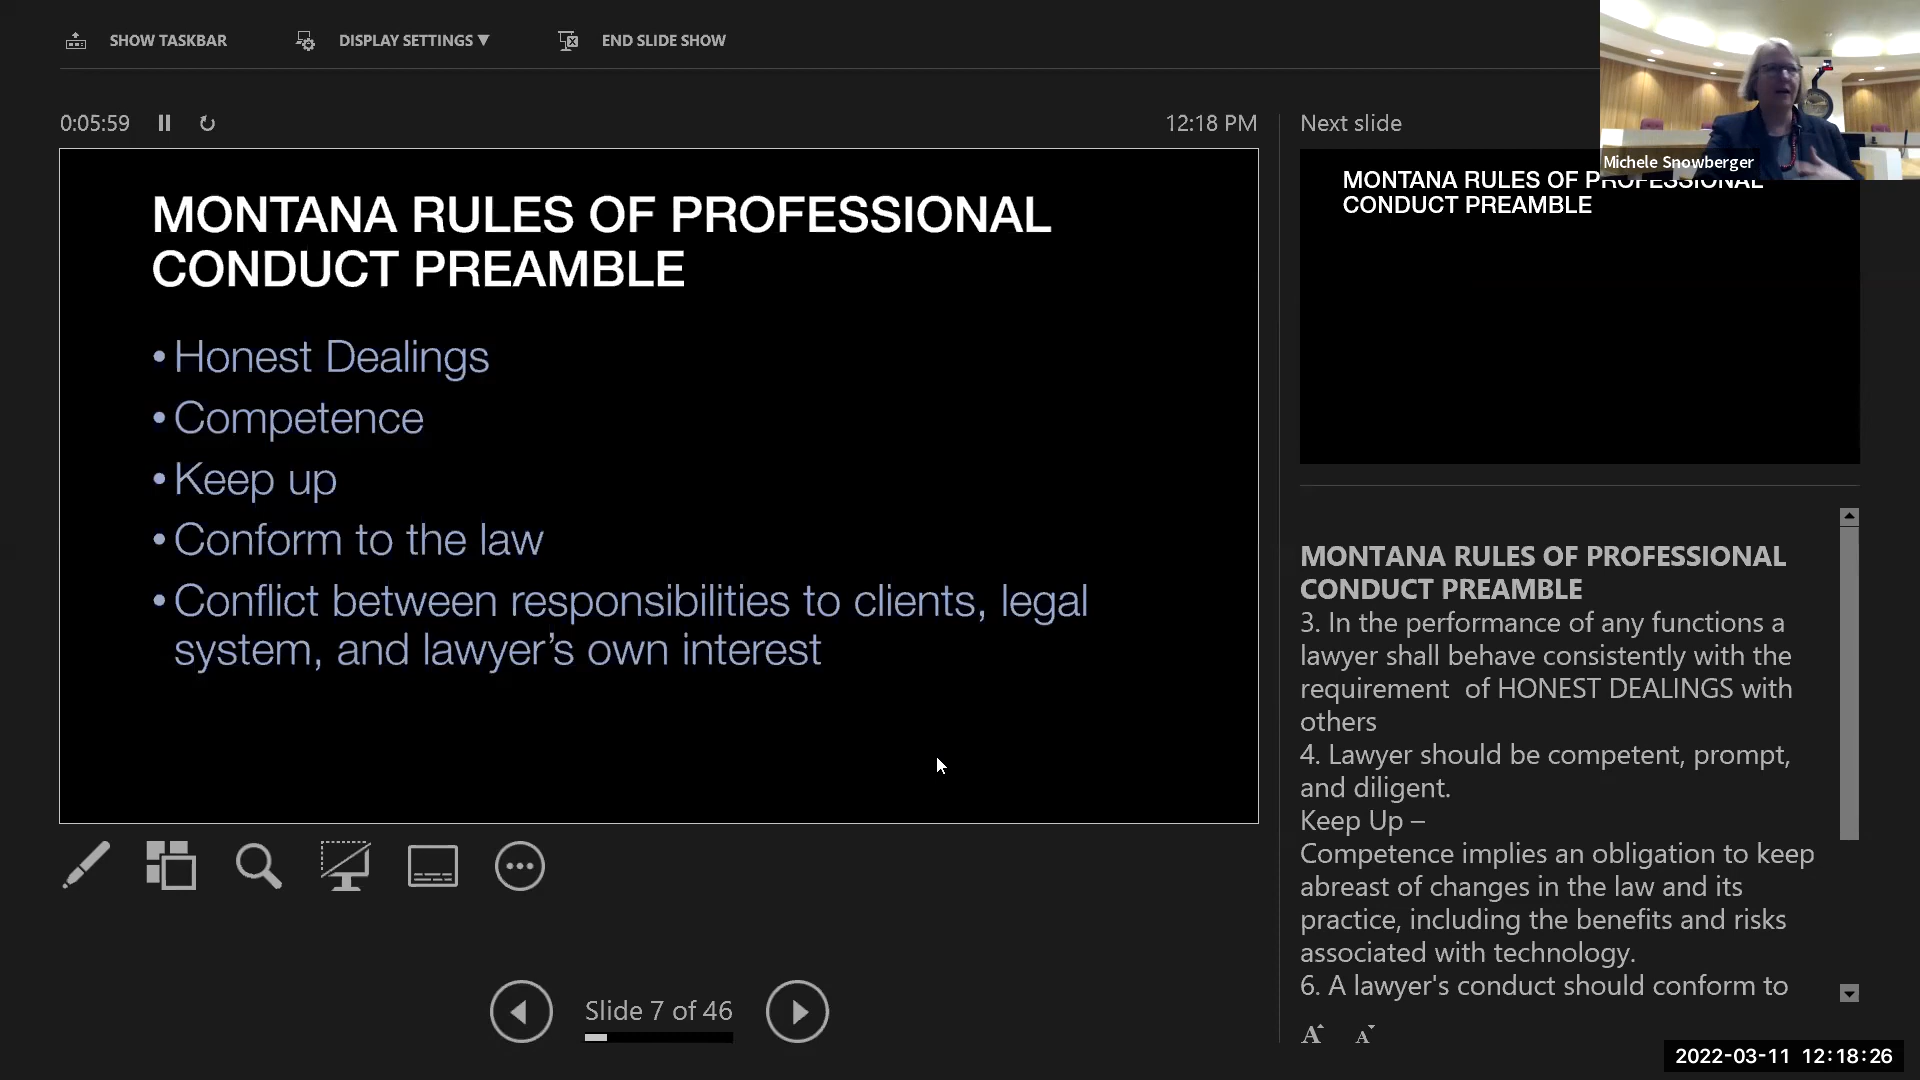 SHOW TASKBAR
DISPLAY SETTINGS ▼
END SLIDE SHOW
0:05:59
12:18 PM
Next slide
Michele Snowberger
MONTANA RULES OF PROFESSIONAL
CONDUCT PREAMBLE
• Honest Dealings
• Competence
• Keep up
• Conform to the law
• Conflict between responsibilities to clients, legal
system, and lawyer’s own interest
MONTANA RULES OF PROFESSIONAL
CONDUCT PREAMBLE
MONTANA RULES OF PROFESSIONAL
CONDUCT PREAMBLE
3. In the performance of any functions a
lawyer shall behave consistently with the
requirement  of HONEST DEALINGS with
others
4. Lawyer should be competent, prompt,
and diligent.
Keep Up –
Competence implies an obligation to keep
abreast of changes in the law and its
practice, including the benefits and risks
associated with technology.
6. A lawyer's conduct should conform to
Slide 7 of 46
A A
2022-03-11 12:18:26